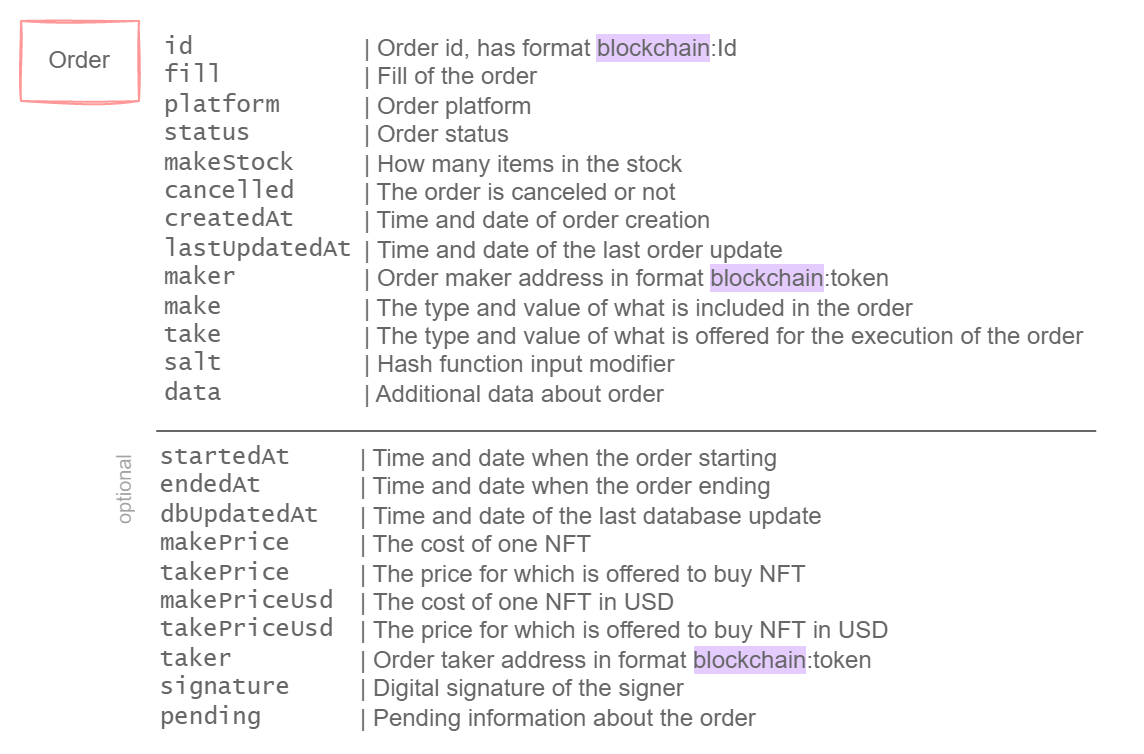 Order
id | Order id, has format blockchain:Id
fill | Fill of the order
platform | Order platform
status | Order status
makeStock | How many items in the stock
cancelled | The order is canceled or not
createdAt | Time and date of order creation
lastUpdatedAt | Time and date of the last order update
maker | Order maker address in format blockchain:token
make | The type and value of what is included in the order
take | The type and value of what is offered for the execution of the order
salt | Hash function input modifier
data | Additional data about order
optional
startedAt | Time and date when the order starting
endedAt | Time and date when the order ending
dbUpdatedAt | Time and date of the last database update
makePrice | The cost of one NFT
takePrice | The price for which is offered to buy NFT
makePriceUsd | The cost of one NFT in USD
takePriceUsd | The price for which is offered to buy NFT in USD
taker | Order taker address in format blockchain:token
signature | Digital signature of the signer
pending | Pending information about the order